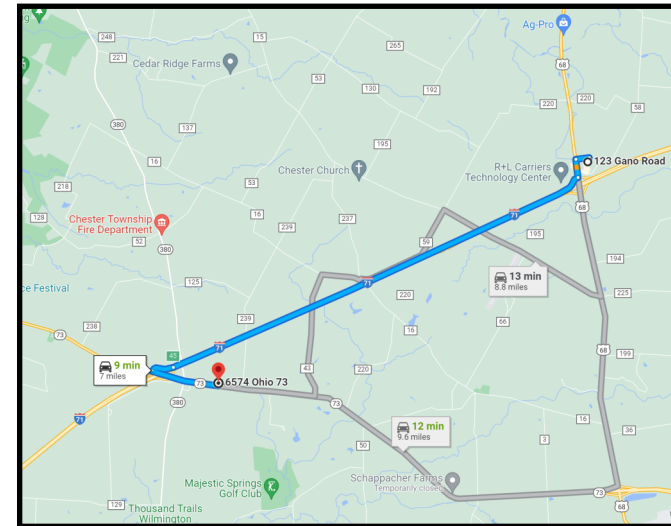 Ag-Pro
248
15
265
68
221
Cedar Ridge Farms
53
130
192
220
220
58
380
137
195
16
Chester Church
R+L Carriers
Technology Center
123 Gano Road
218
53
128
Chester Township
Fire Department
16
239
237
71
68
52
380
59
195
194
13 min
8.8 miles
125
71
ce Festival
220
225
73
238
239
16
66
71
45
68
199
9 min
7 miles
43
220
6574 Ohio 73
73
380
73
71
12 min
9.6 miles
16
36
50
3
Majestic Springs
Golf Club
Schappacher Farms
Temporarily closed
73
129
Thousand Trails
Wilmington